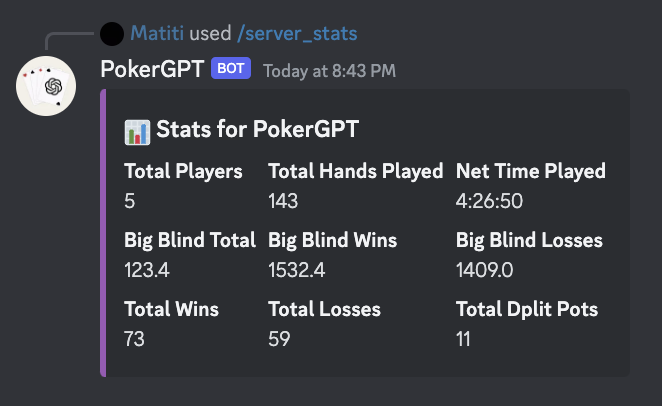 Matiti used /server_stats
PokerGPT BOT Today at 8:43 PM
Stats for PokerGPT
Total Players Total Hands Played Net Time Played
5 143 4:26:50
Big Blind Total Big Blind Wins Big Blind Losses
123.4 1532.4 1409.0
Total Wins Total Losses Total Dplit Pots
73 59 11